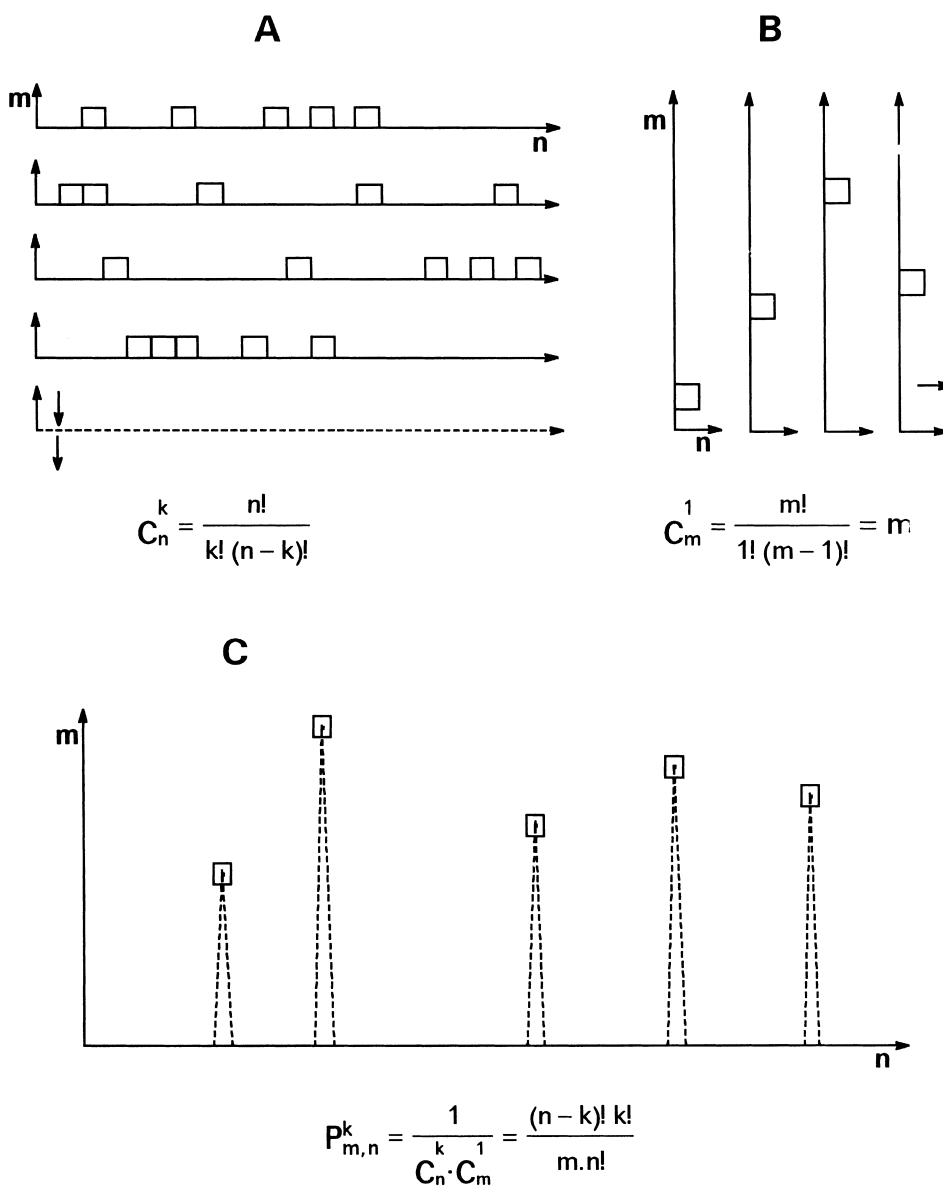 A
B
m
n
m
n
C_n^k = n! / k! (n – k)!
C_m^1 = m! / 1! (m – 1)! = m
C
m
n
P_{m,n}^k = 1 / C_n^k · C_m^1 = (n – k)! k! / m.n!